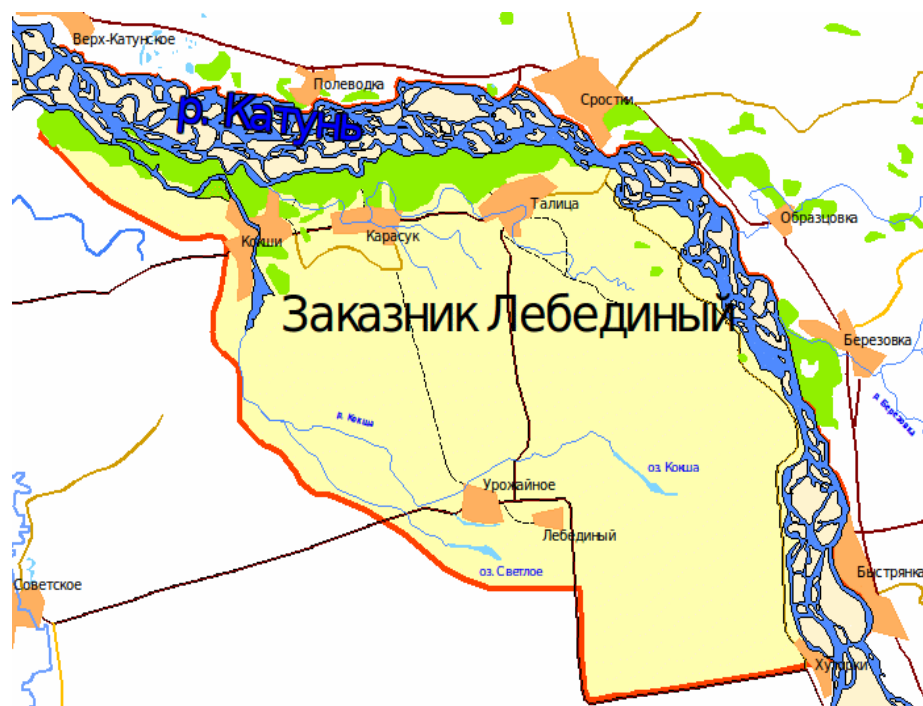 Верх-Катунское
Полеводка
Сростки
р. Катунь
Талица
Образцовка
Кокши
Карасук
Заказник Лебединый
Березовка
р. Березовка
р. Кокша
оз. Кокша
Урожайное
Лебединый
оз. Светлое
Советское
Быстрянка
Хуторки